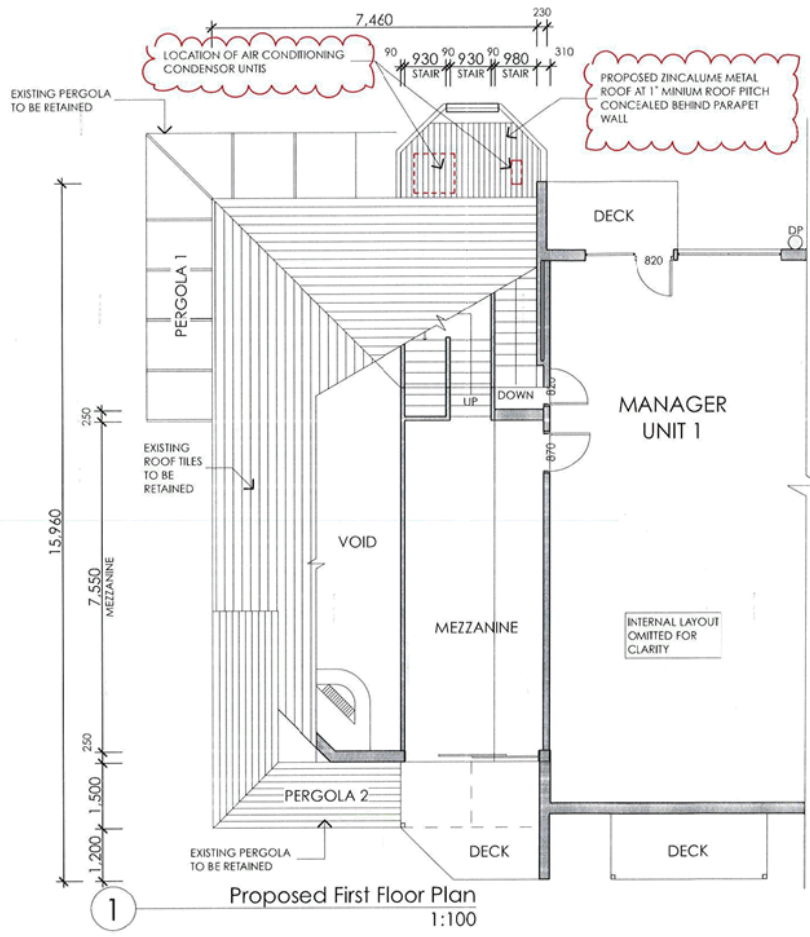 7,460
230
LOCATION OF AIR CONDITIONING
CONDENSOR UNTIS
90
930
90
930
90
980
310
STAIR
STAIR
STAIR
PROPOSED ZINCALUME METAL
ROOF AT 1° MINIUM ROOF PITCH
CONCEALED BEHIND PARAPET
WALL
EXISTING PERGOLA
TO BE RETAINED
DECK
DP
820
PERGOLA 1
UP
DOWN
820
MANAGER
UNIT 1
250
870
EXISTING
ROOF TILES
TO BE
RETAINED
15,960
7,550
MEZZANINE
VOID
MEZZANINE
INTERNAL LAYOUT
OMITTED FOR
CLARITY
250
1,500
PERGOLA 2
1,200
EXISTING PERGOLA
TO BE RETAINED
DECK
DECK
1
Proposed First Floor Plan
1:100